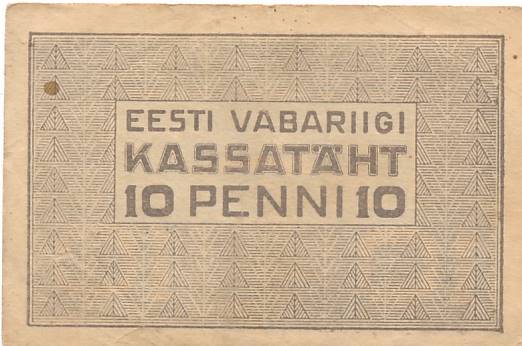 EESTI VABARIIGI
KASSATÄHT
10 PENNI 10